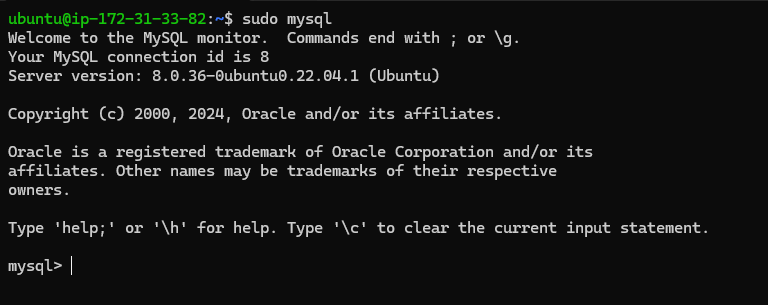 ubuntu@ip-172-31-33-82:~$ sudo mysql
Welcome to the MySQL monitor.  Commands end with ; or \g.
Your MySQL connection id is 8
Server version: 8.0.36-0ubuntu0.22.04.1 (Ubuntu)
Copyright (c) 2000, 2024, Oracle and/or its affiliates.
Oracle is a registered trademark of Oracle Corporation and/or its
affiliates. Other names may be trademarks of their respective
owners.
Type 'help;' or '\h' for help. Type '\c' to clear the current input statement.
mysql>